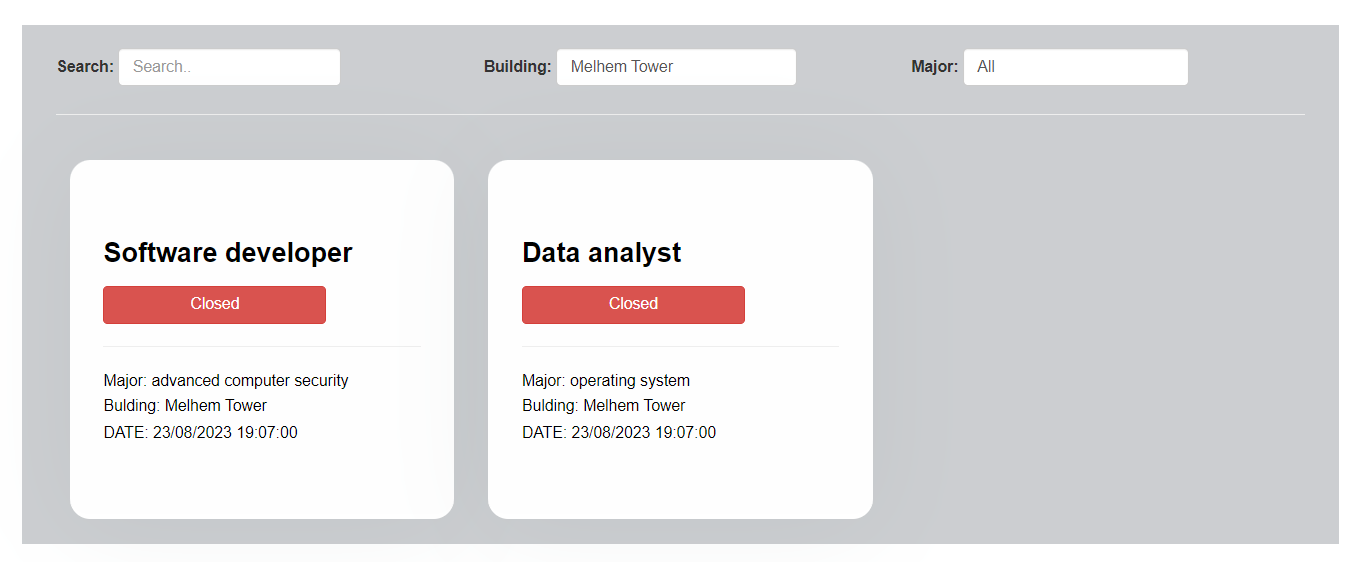 Search: Search.. Building: Melhem Tower Major: All
Software developer
Closed
Major: advanced computer security
Bulding: Melhem Tower
DATE: 23/08/2023 19:07:00
Data analyst
Closed
Major: operating system
Bulding: Melhem Tower
DATE: 23/08/2023 19:07:00